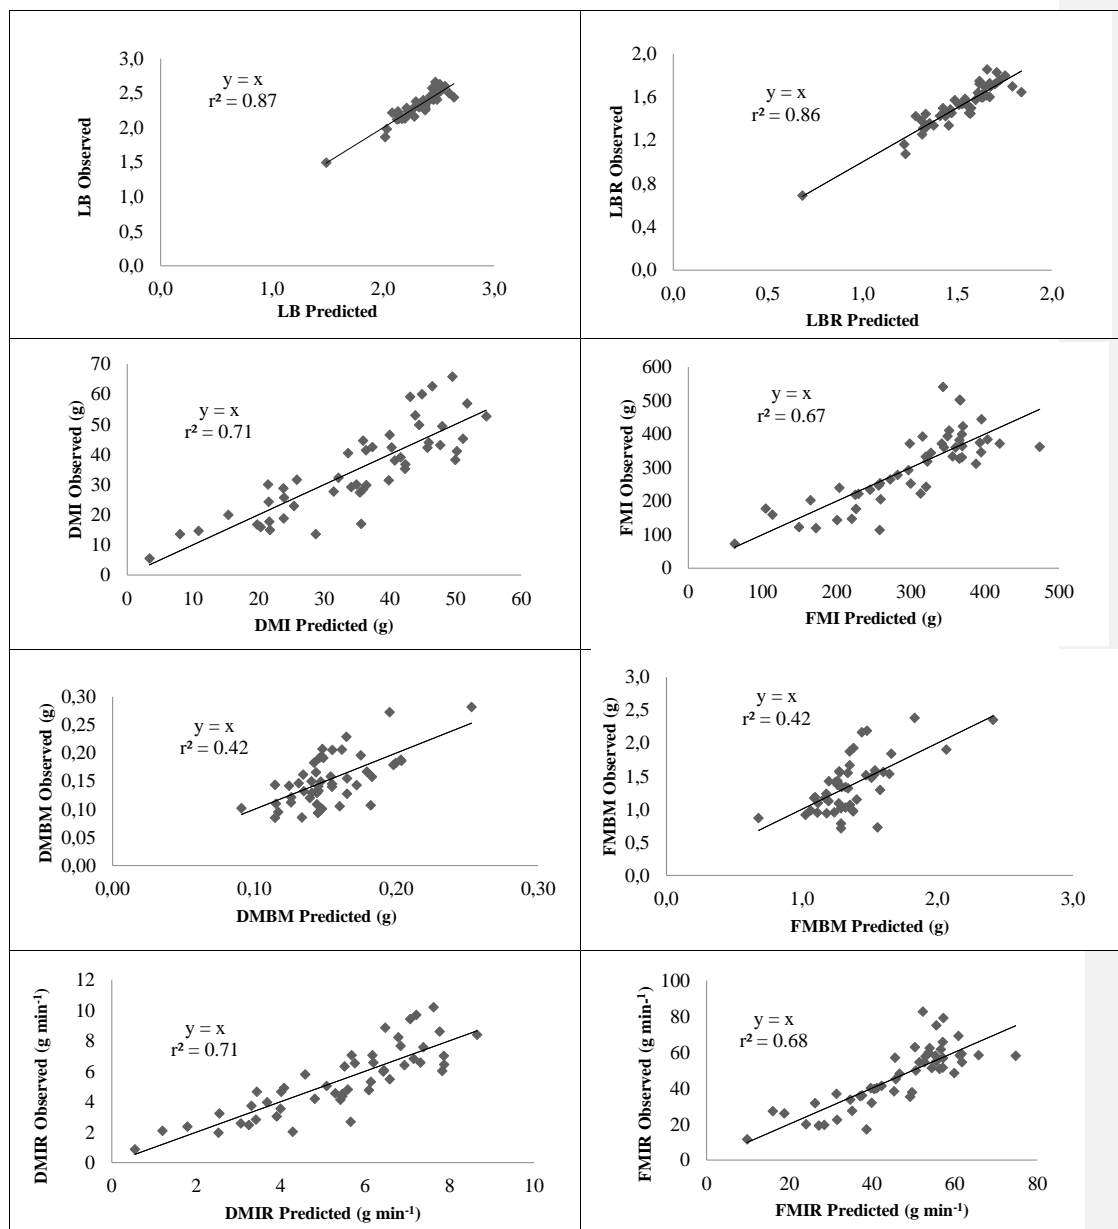 3,0
2,5
2,0
1,5
1,0
0,5
0,0
LB Observed
y = x
r² = 0.87
0,0 1,0 2,0 3,0
LB Predicted
2,0
1,6
1,2
0,8
0,4
0,0
LBR Observed
y = x
r² = 0.86
0,0 0,5 1,0 1,5 2,0
LBR Predicted
70
60
50
40
30
20
10
0
DMI Observed (g)
y = x
r² = 0.71
0 10 20 30 40 50 60
DMI Predicted (g)
600
500
400
300
200
100
0
FMI Observed (g)
y = x
r² = 0.67
0 100 200 300 400 500
FMI Predicted (g)
0,30
0,25
0,20
0,15
0,10
0,05
0,00
DMBM Observed (g)
y = x
r² = 0.42
0,00 0,10 0,20 0,30
DMBM Predicted (g)
3,0
2,5
2,0
1,5
1,0
0,5
0,0
FMBM Observed (g)
y = x
r² = 0.42
0,0 1,0 2,0 3,0
FMBM Predicted (g)
12
10
8
6
4
2
0
DMIR Observed (g min⁻¹)
y = x
r² = 0.71
0 2 4 6 8 10
DMIR Predicted (g min⁻¹)
100
80
60
40
20
0
FMIR Observed (g min-¹)
y = x
r² = 0.68
0 20 40 60 80
FMIR Predicted (g min⁻¹)